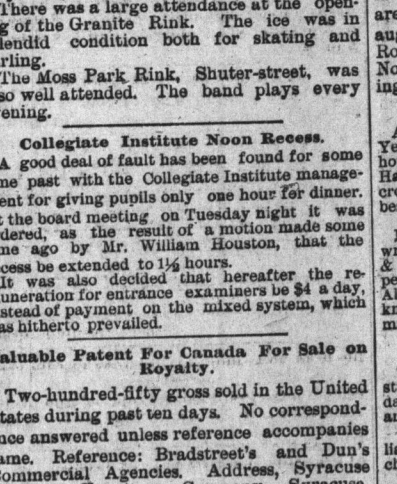 There was a large attendance at the open-
g of the Granite Rink. The ice was in
lendid condition both for skating and
rling.
The Moss Park Rink, Shuter-street, was
so well attended. The band plays every
ening.
Collegiate Institute Noon Recess.
A good deal of fault has been found for some
me past with the Collegiate Institute manage-
ent for giving pupils only one hour for dinner.
t the board meeting on Tuesday night it was
dered, as the result of a motion made some
me ago by Mr. William Houston, that the
cess be extended to 1½ hours.
It was also decided that hereafter the re-
uneration for entrance examiners be $4 a day,
stead of payment on the mixed system, which
as hitherto prevailed.
aluable Patent For Canada For Sale on
Royalty.
Two-hundred-fifty gross sold in the United
tates during past ten days. No correspond-
nce answered unless reference accompanies
ame. Reference: Bradstreet's and Dun's
ommercial Agencies. Address, Syracuse